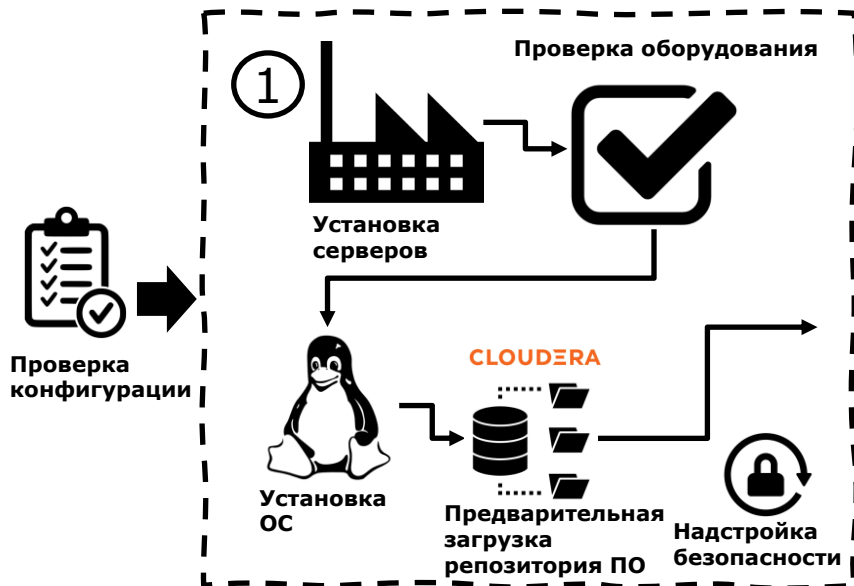 Проверка оборудования
1
Установка
серверов
Проверка
конфигурации
CLOUDERA
Установка
ОС
Предварительная
загрузка
репозитория ПО
Надстройка
безопасности